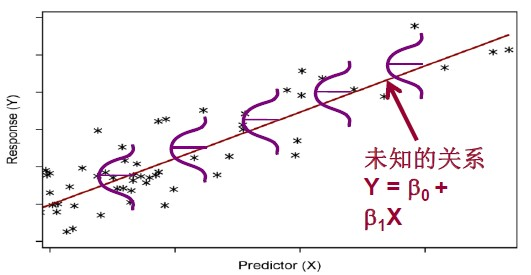 Response (Y)
未知的关系
Y = β₀ +
β₁X
Predictor (X)